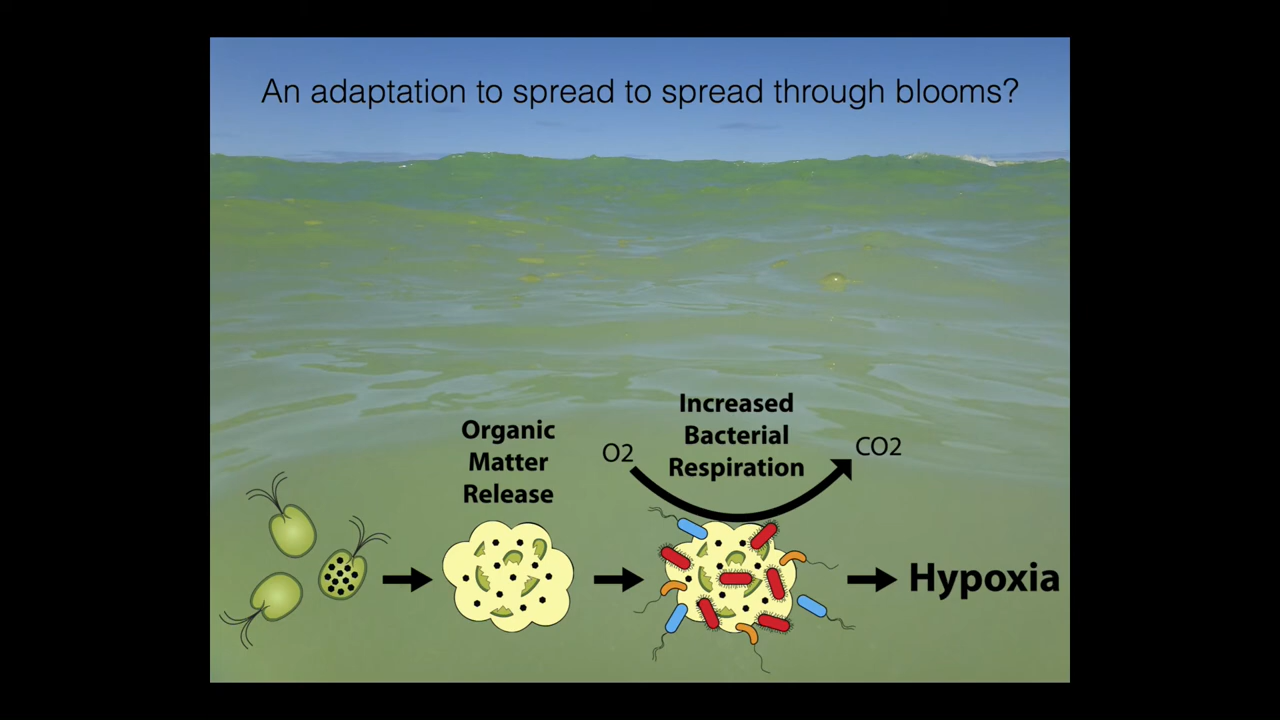 An adaptation to spread to spread through blooms?
Organic
Matter
Release
O2
Increased
Bacterial
Respiration
CO2
Hypoxia